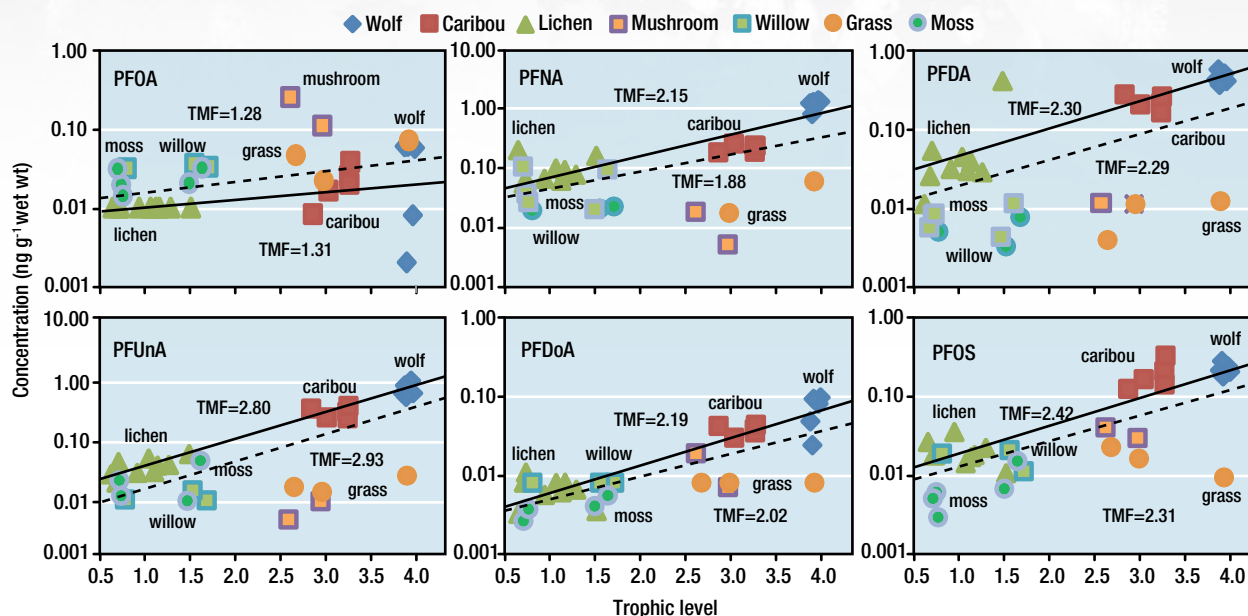 Wolf Caribou Lichen Mushroom Willow Grass Moss
Concentration (ng g-1 wet wt)
1.00
0.10
0.01
0.001
PFOA
mushroom
TMF=1.28
wolf
moss
willow
grass
lichen
caribou
TMF=1.31
10.00
1.00
0.10
0.01
0.001
PFNA
TMF=2.15
wolf
lichen
caribou
TMF=1.88
moss
grass
willow
1.00
0.10
0.01
0.001
PFDA
wolf
TMF=2.30
lichen
caribou
TMF=2.29
grass
willow
10.00
1.00
0.10
0.01
0.001
PFUnA
wolf
caribou
TMF=2.80
lichen
moss
TMF=2.93
grass
willow
0.5 1.0 1.5 2.0 2.5 3.0 3.5 4.0
1.00
0.10
0.01
0.001
PFDoA
wolf
TMF=2.19
caribou
lichen
willow
grass
moss
TMF=2.02
0.5 1.0 1.5 2.0 2.5 3.0 3.5 4.0
1.00
0.10
0.01
0.001
PFOS
caribou
wolf
lichen
TMF=2.42
willow
grass
moss
TMF=2.31
0.5 1.0 1.5 2.0 2.5 3.0 3.5 4.0
Trophic level